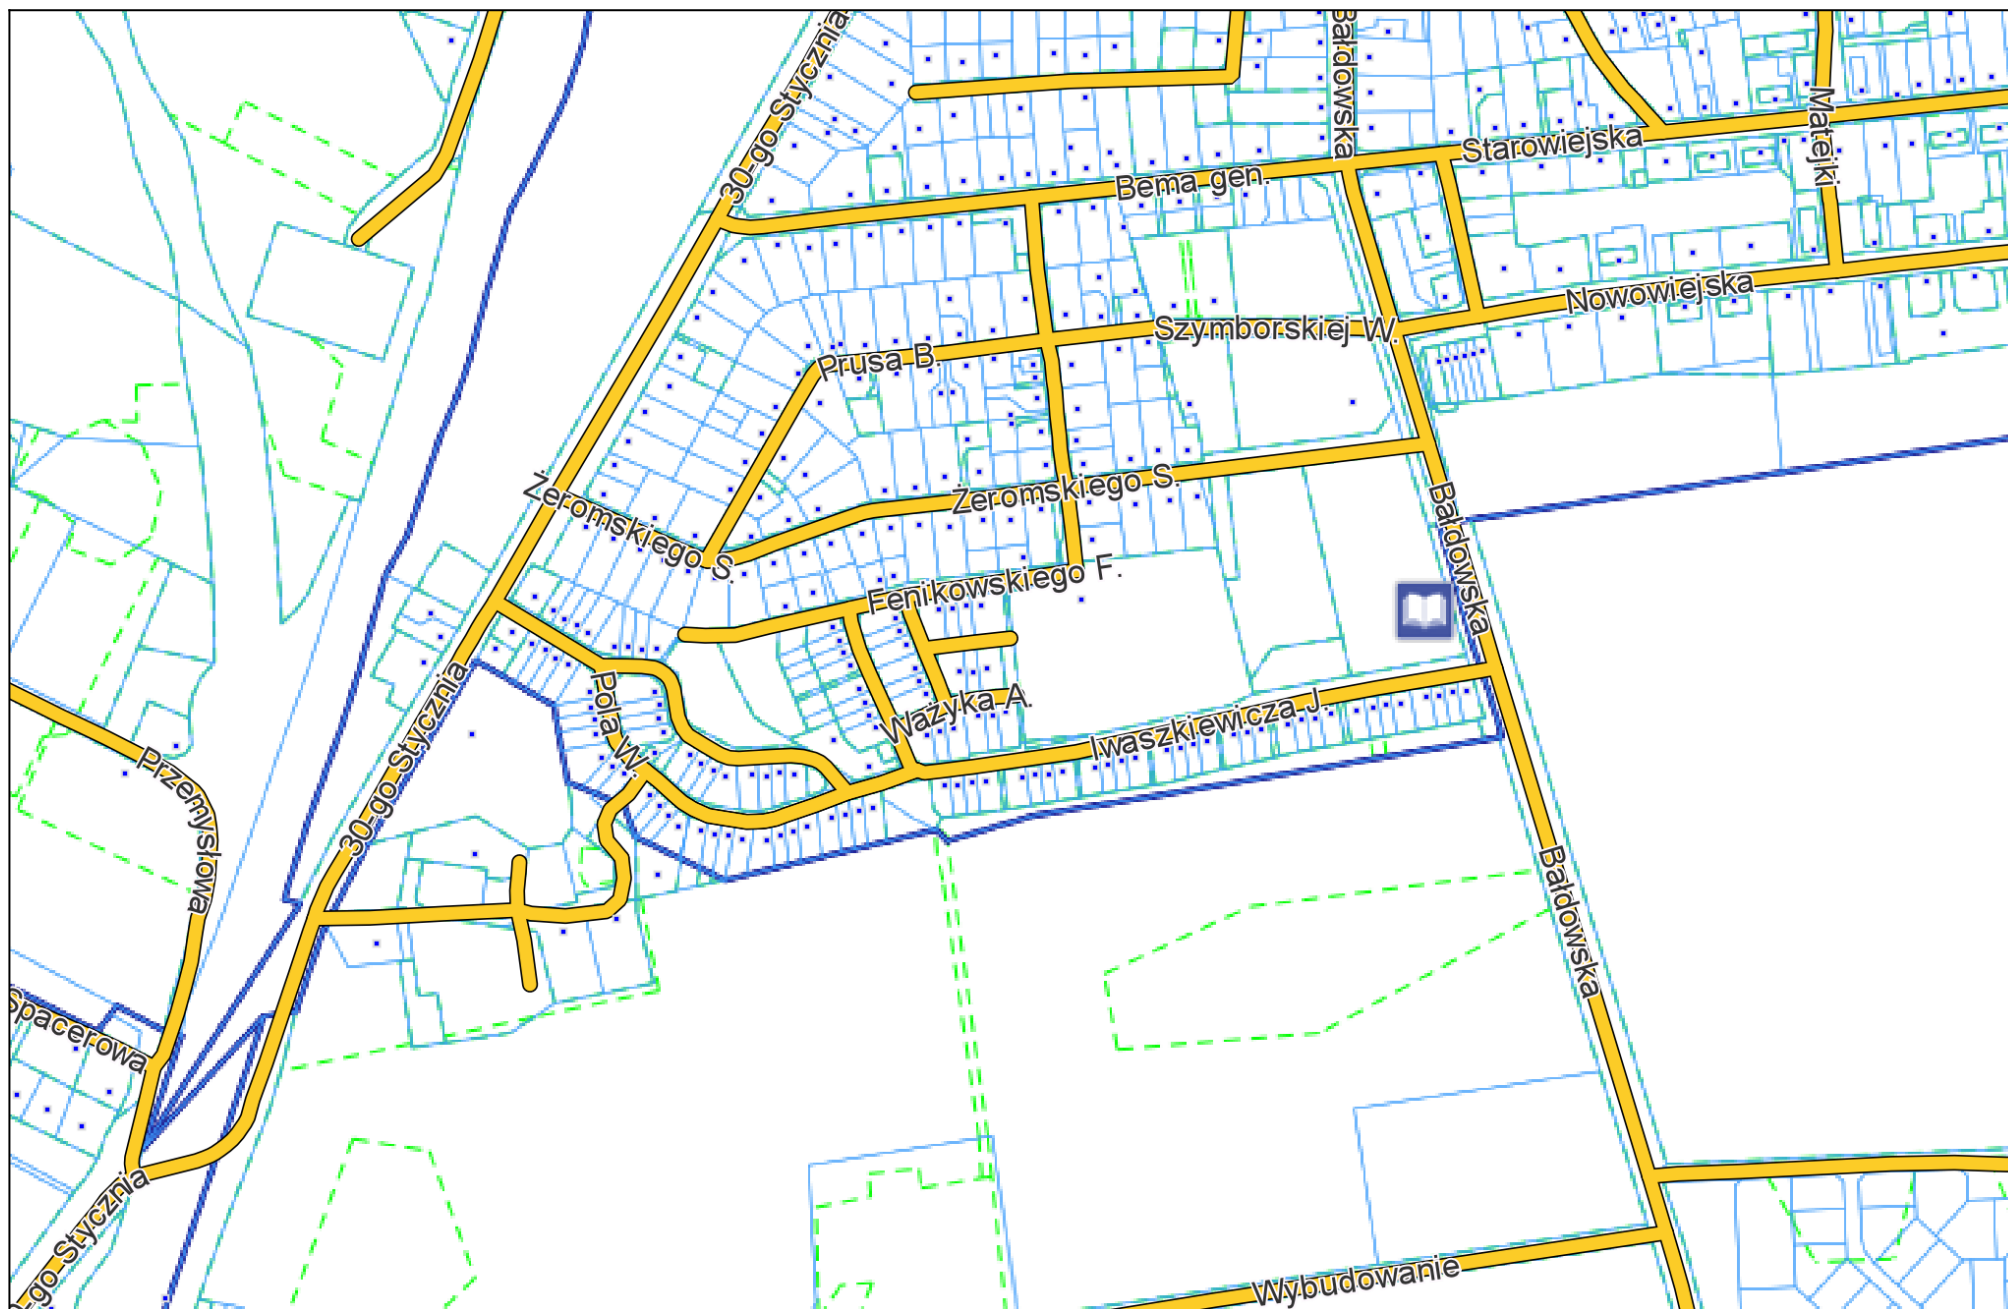 30-go Stycznia
Bałdowska
Matejki
Starowiejska
Bema gen.
Nowowiejska
Szymborskiej W.
Prusa B.
Żeromskiego S.
Żeromskiego S.
Bałdowska
Fenikowskiego F.
Pola W.
Ważyka A.
Iwaszkiewicza J.
30-go Stycznia
Przemysłowa
Bałdowska
Spacerowa
-go Stycznia
Wybudowanie